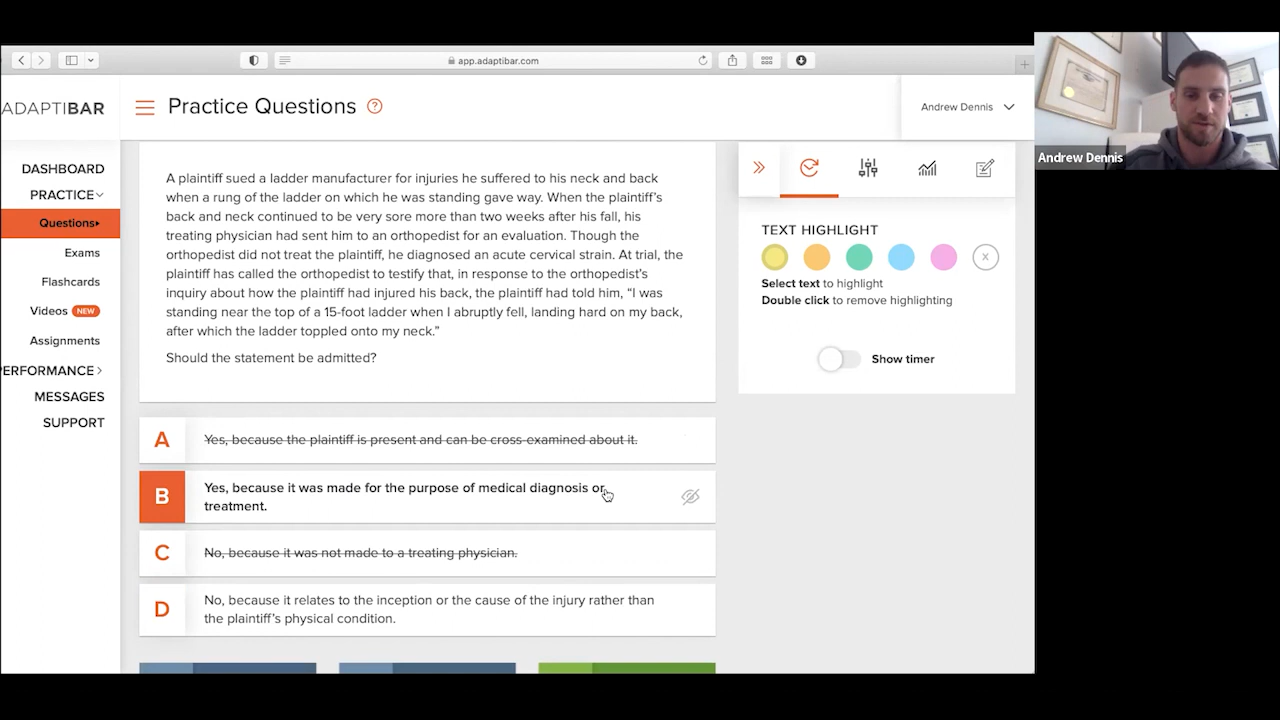 app.adaptibar.com
ADAPTIBAR
Practice Questions
?
Andrew Dennis
Andrew Dennis
DASHBOARD
PRACTICE
Questions
Exams
Flashcards
Videos NEW
Assignments
PERFORMANCE
MESSAGES
SUPPORT
A plaintiff sued a ladder manufacturer for injuries he suffered to his neck and back
when a rung of the ladder on which he was standing gave way. When the plaintiff's
back and neck continued to be very sore more than two weeks after his fall, his
treating physician had sent him to an orthopedist for an evaluation. Though the
orthopedist did not treat the plaintiff, he diagnosed an acute cervical strain. At trial, the
plaintiff has called the orthopedist to testify that, in response to the orthopedist's
inquiry about how the plaintiff had injured his back, the plaintiff had told him, “I was
standing near the top of a 15-foot ladder when I abruptly fell, landing hard on my back,
after which the ladder toppled onto my neck.”
Should the statement be admitted?
A
Yes, because the plaintiff is present and can be cross-examined about it.
B
Yes, because it was made for the purpose of medical diagnosis or
treatment.
C
No, because it was not made to a treating physician.
D
No, because it relates to the inception or the cause of the injury rather than
the plaintiff's physical condition.
TEXT HIGHLIGHT
X
Select text to highlight
Double click to remove highlighting
Show timer